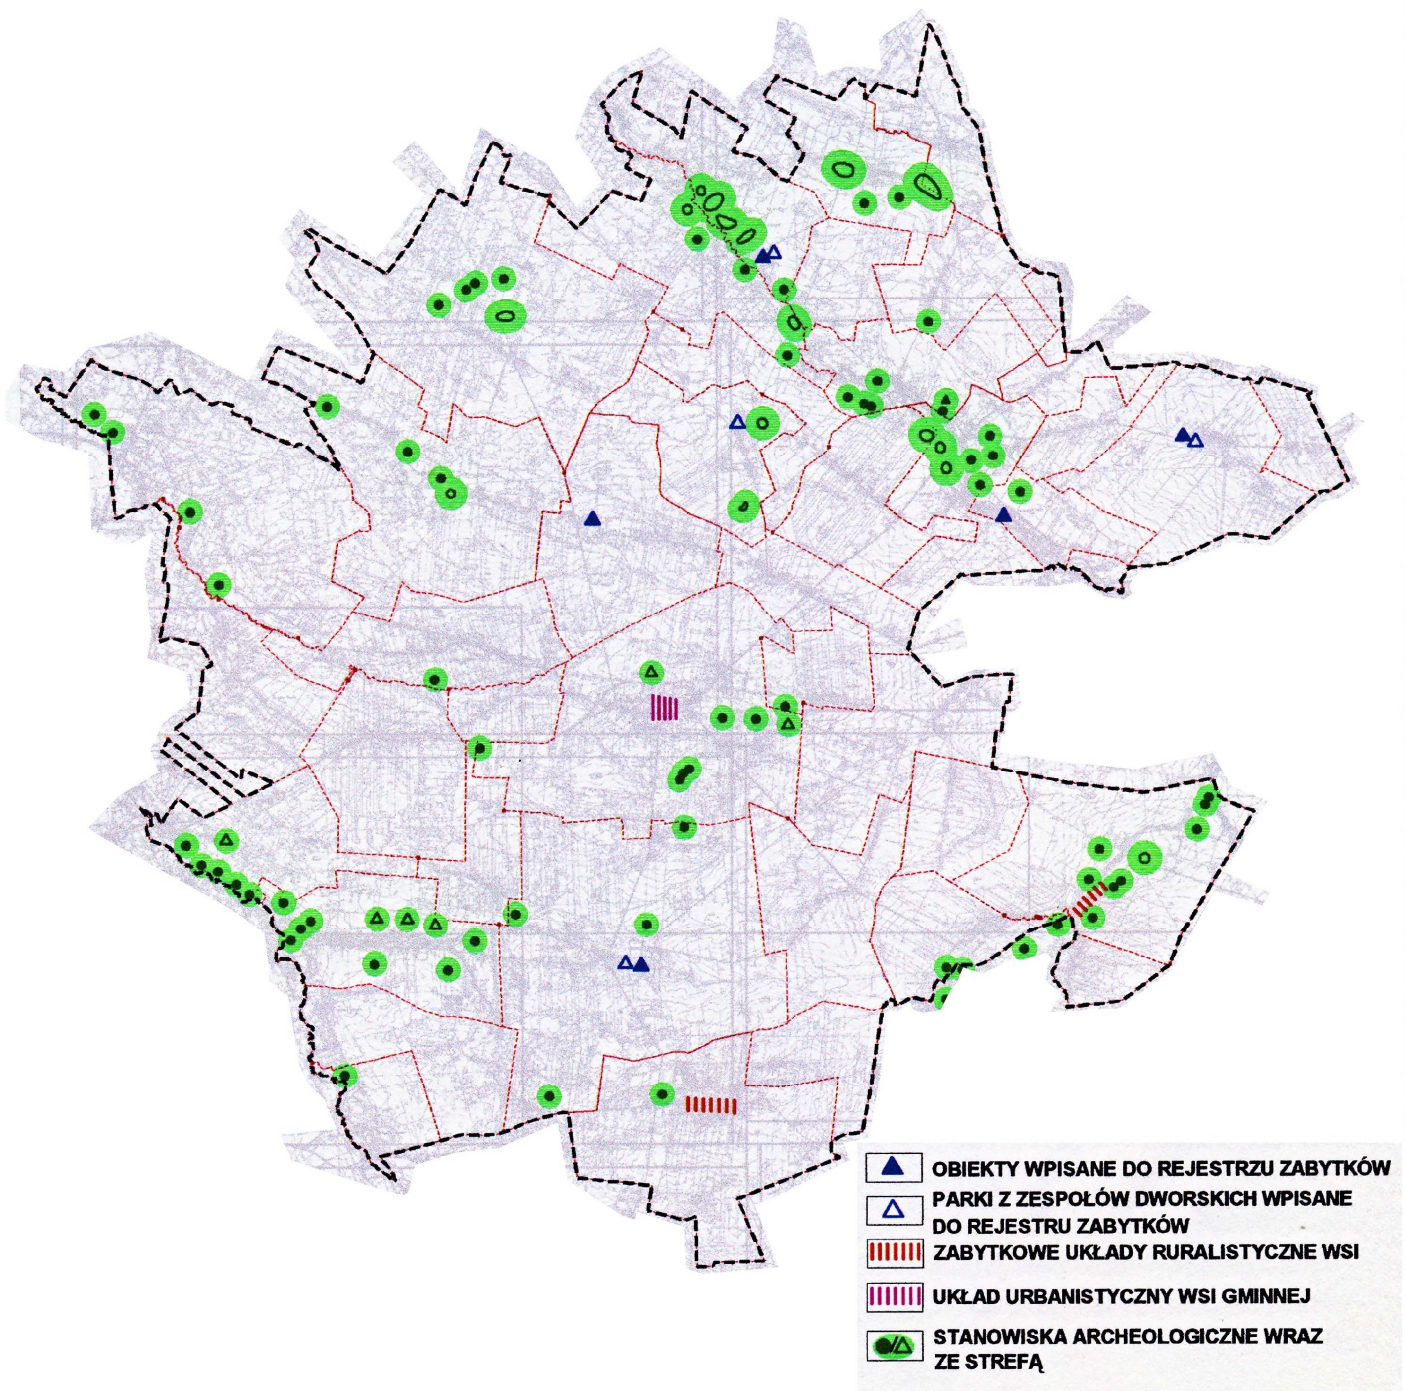 OBIEKTY WPISANE DO REJESTRZU ZABYTKÓW
PARKI Z ZESPOŁÓW DWORSKICH WPISANE
DO REJESTRU ZABYTKÓW
ZABYTKOWE UKŁADY RURALISTYCZNE WSI
UKŁAD URBANISTYCZNY WSI GMINNEJ
STANOWISKA ARCHEOLOGICZNE WRAZ
ZE STREFĄ